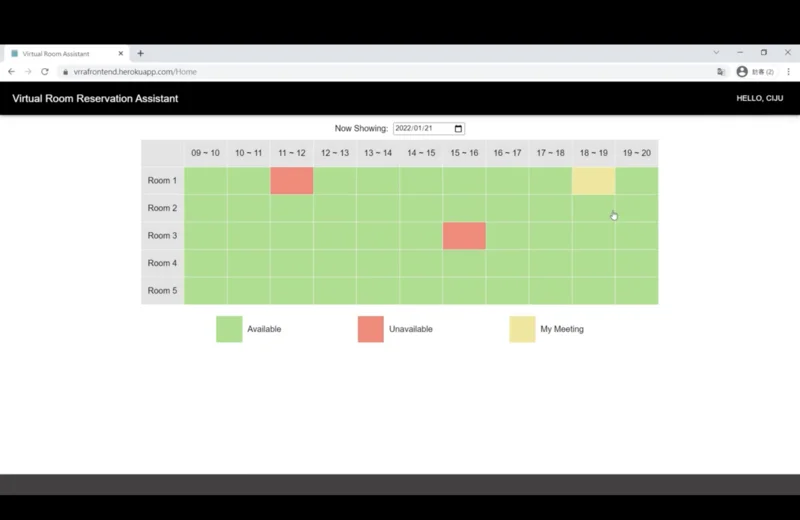 Virtual Room Assistant
vrrafrontend.herokuapp.com/Home
訪客 (2)
Virtual Room Reservation Assistant
HELLO, CIJU
Now Showing: 2022/01/21
09 ~ 10 10 ~ 11 11 ~ 12 12 ~ 13 13 ~ 14 14 ~ 15 15 ~ 16 16 ~ 17 17 ~ 18 18 ~ 19 19 ~ 20
Room 1
Room 2
Room 3
Room 4
Room 5
Available Unavailable My Meeting